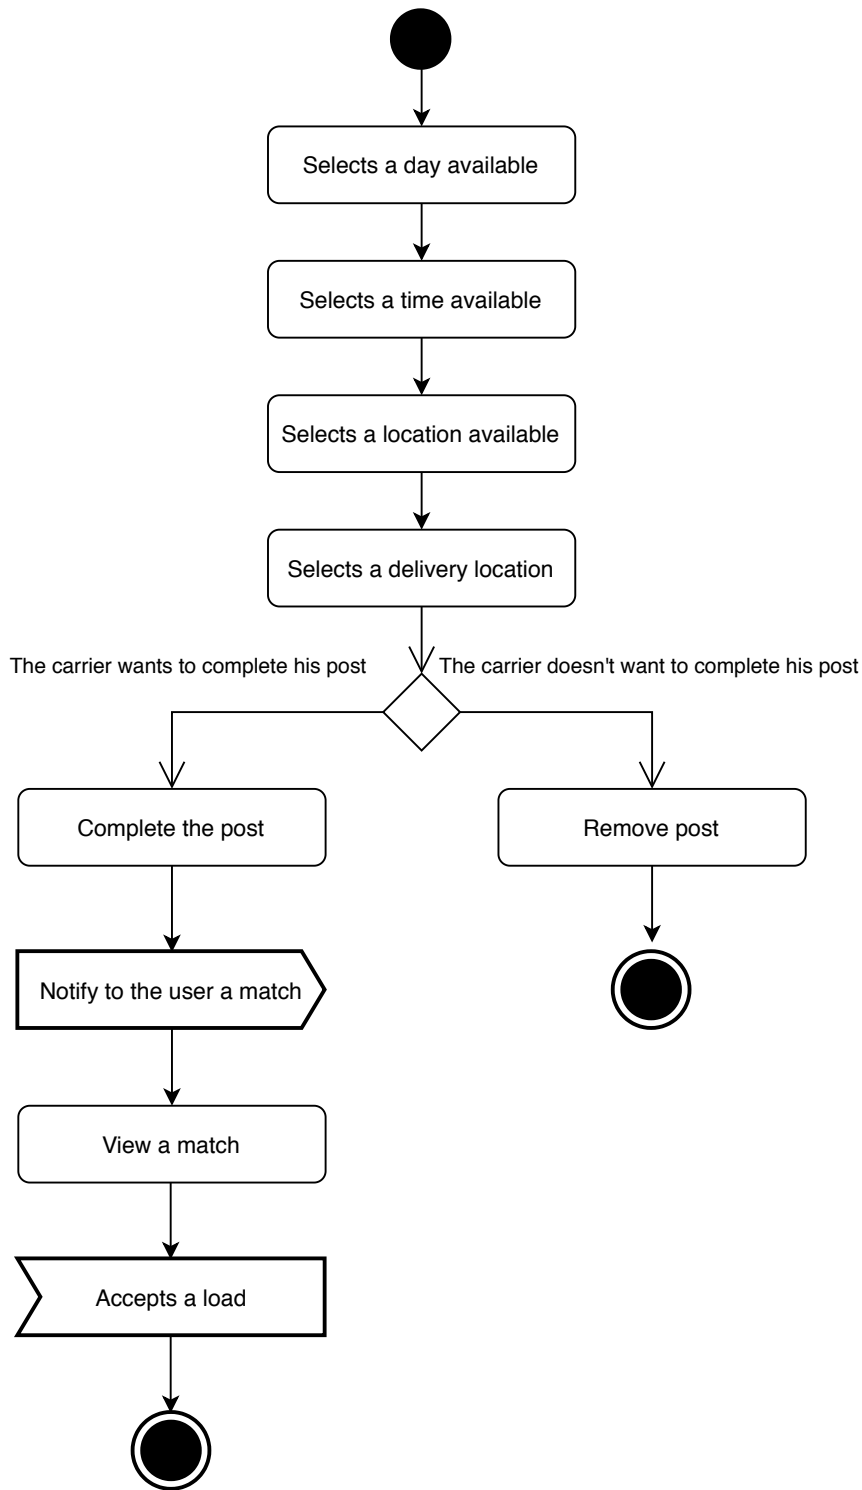 Selects a day available
Selects a time available
Selects a location available
Selects a delivery location
The carrier wants to complete his post
The carrier doesn't want to complete his post
Complete the post
Remove post
Notify to the user a match
View a match
Accepts a load